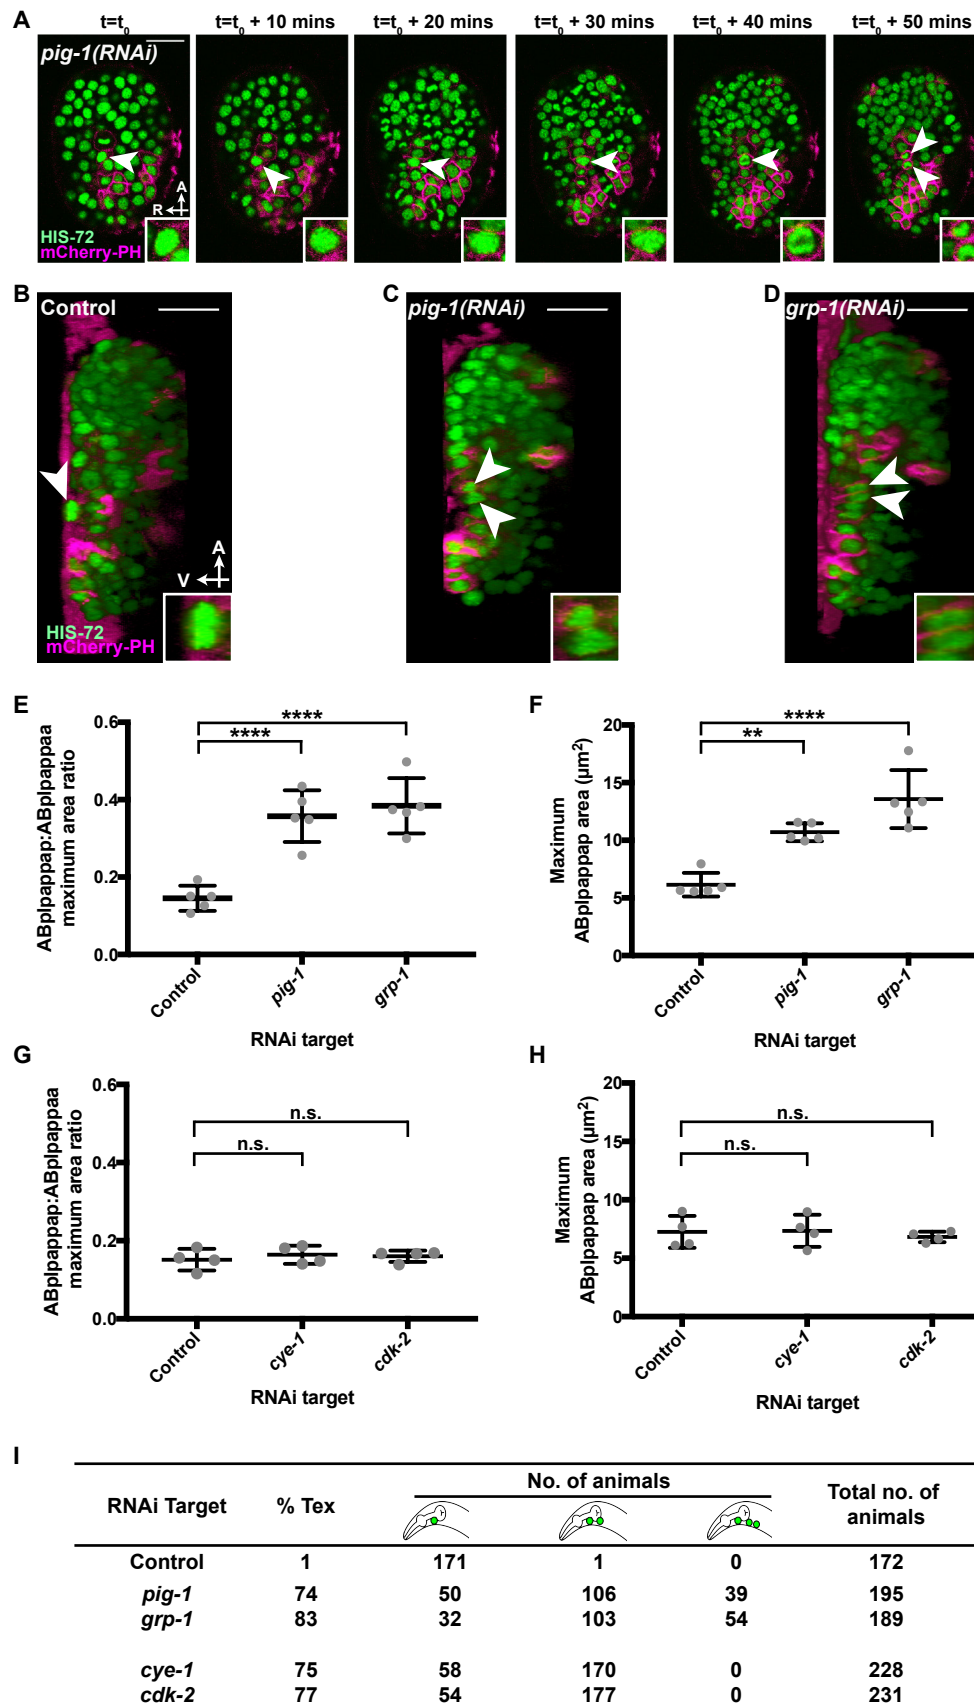 A
t=t0
t=t0 + 10 mins
t=t0 + 20 mins
t=t0 + 30 mins
t=t0 + 40 mins
t=t0 + 50 mins
pig-1(RNAi)
A
R
HIS-72
mCherry-PH
B
Control
A
V
HIS-72
mCherry-PH
C
pig-1(RNAi)
D
grp-1(RNAi)
E
ABplpappap:ABplpappaa
maximum area ratio
0.6
0.4
0.2
0.0
****
****
Control
pig-1
grp-1
RNAi target
F
Maximum
ABplpappap area (µm2)
20
15
10
5
0
****
**
Control
pig-1
grp-1
RNAi target
G
ABplpappap:ABplpappaa
maximum area ratio
0.6
0.4
0.2
0.0
n.s.
n.s.
Control
cye-1
cdk-2
RNAi target
H
Maximum
ABplpappap area (µm2)
20
15
10
5
0
n.s.
n.s.
Control
cye-1
cdk-2
RNAi target
I
RNAi Target % Tex No. of animals Total no. of animals
Control 1 171 1 0 172
pig-1 74 50 106 39 195
grp-1 83 32 103 54 189
cye-1 75 58 170 0 228
cdk-2 77 54 177 0 231